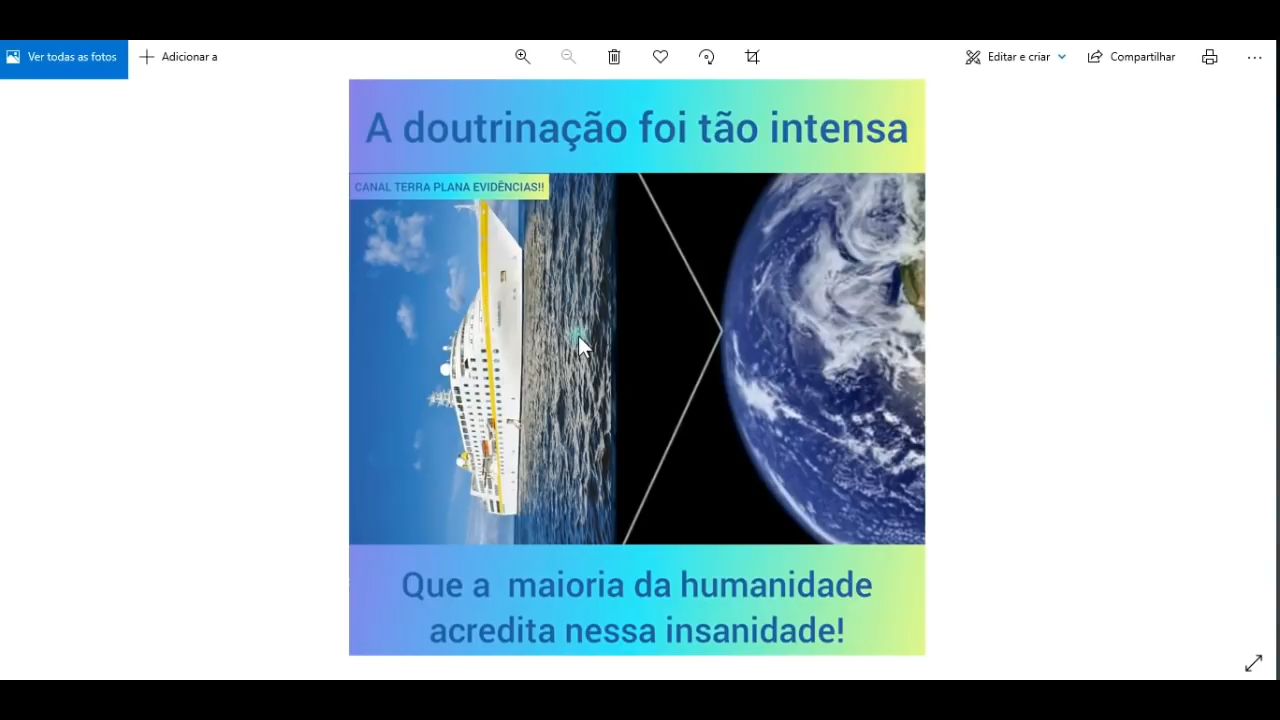 Ver todas as fotos
Adicionar a
Editar e criar
Compartilhar
A doutrinação foi tão intensa
CANAL TERRA PLANA EVIDÊNCIAS!!
Que a maioria da humanidade
acredita nessa insanidade!